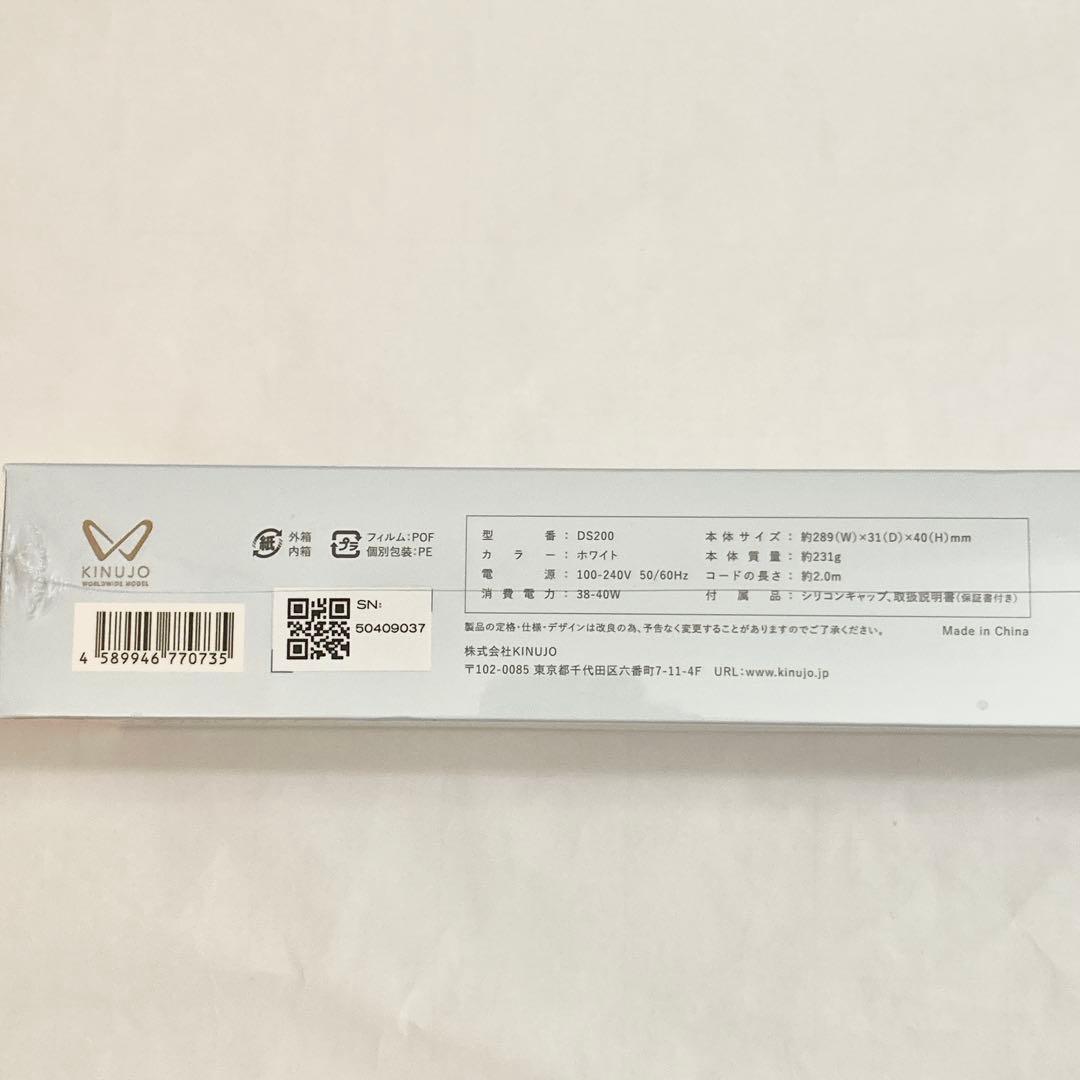 KINUJO
WORLDWIDE MODEL
紙
外箱
内箱
プラ
フィルム:POF
個別包装:PE
4 589946 770735
SN:
50409037
型番：DS200
カラー：ホワイト
電源：100-240V 50/60Hz
消費電力：38-40W
本体サイズ：約289(W)×31(D)×40(H)mm
本体質量：約231g
コードの長さ：約2.0m
付属品：シリコンキャップ、取扱説明書(保証書付き)
製品の定格・仕様・デザインは改良の為、予告なく変更することがありますのでご了承ください。
Made in China
株式会社KINUJO
〒102-0085 東京都千代田区六番町7-11-4F URL:www.kinujo.jp